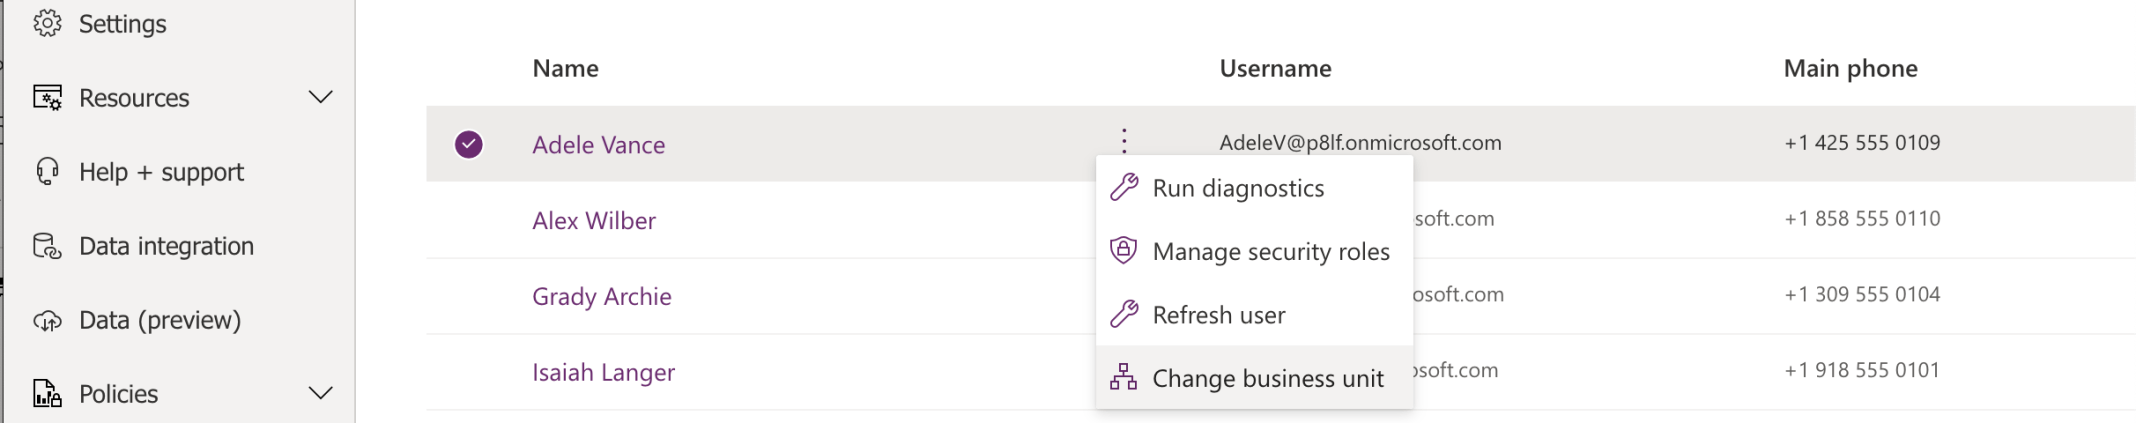 Settings
Resources
Help + support
Data integration
Data (preview)
Policies
Name Username Main phone
Adele Vance AdeleV@p8lf.onmicrosoft.com +1 425 555 0109
Run diagnostics
Alex Wilber soft.com +1 858 555 0110
Manage security roles
Grady Archie osoft.com +1 309 555 0104
Refresh user
Isaiah Langer osoft.com +1 918 555 0101
Change business unit